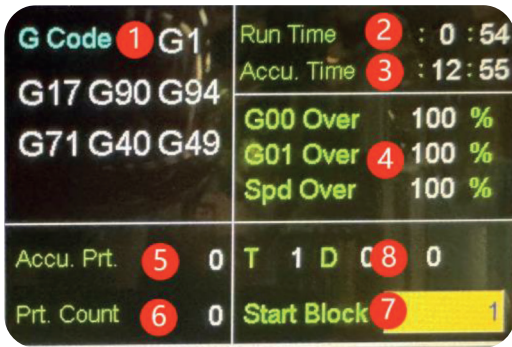 G Code 1 G1
G17 G90 G94
G71 G40 G49
Run Time 2 : 0 : 54
Accu. Time 3 : 12 : 55
G00 Over 100 %
G01 Over 4 100 %
Spd Over 100 %
Accu. Prt. 5 0
Prt. Count 6 0
T 1 D 8 0
Start Block 7 1